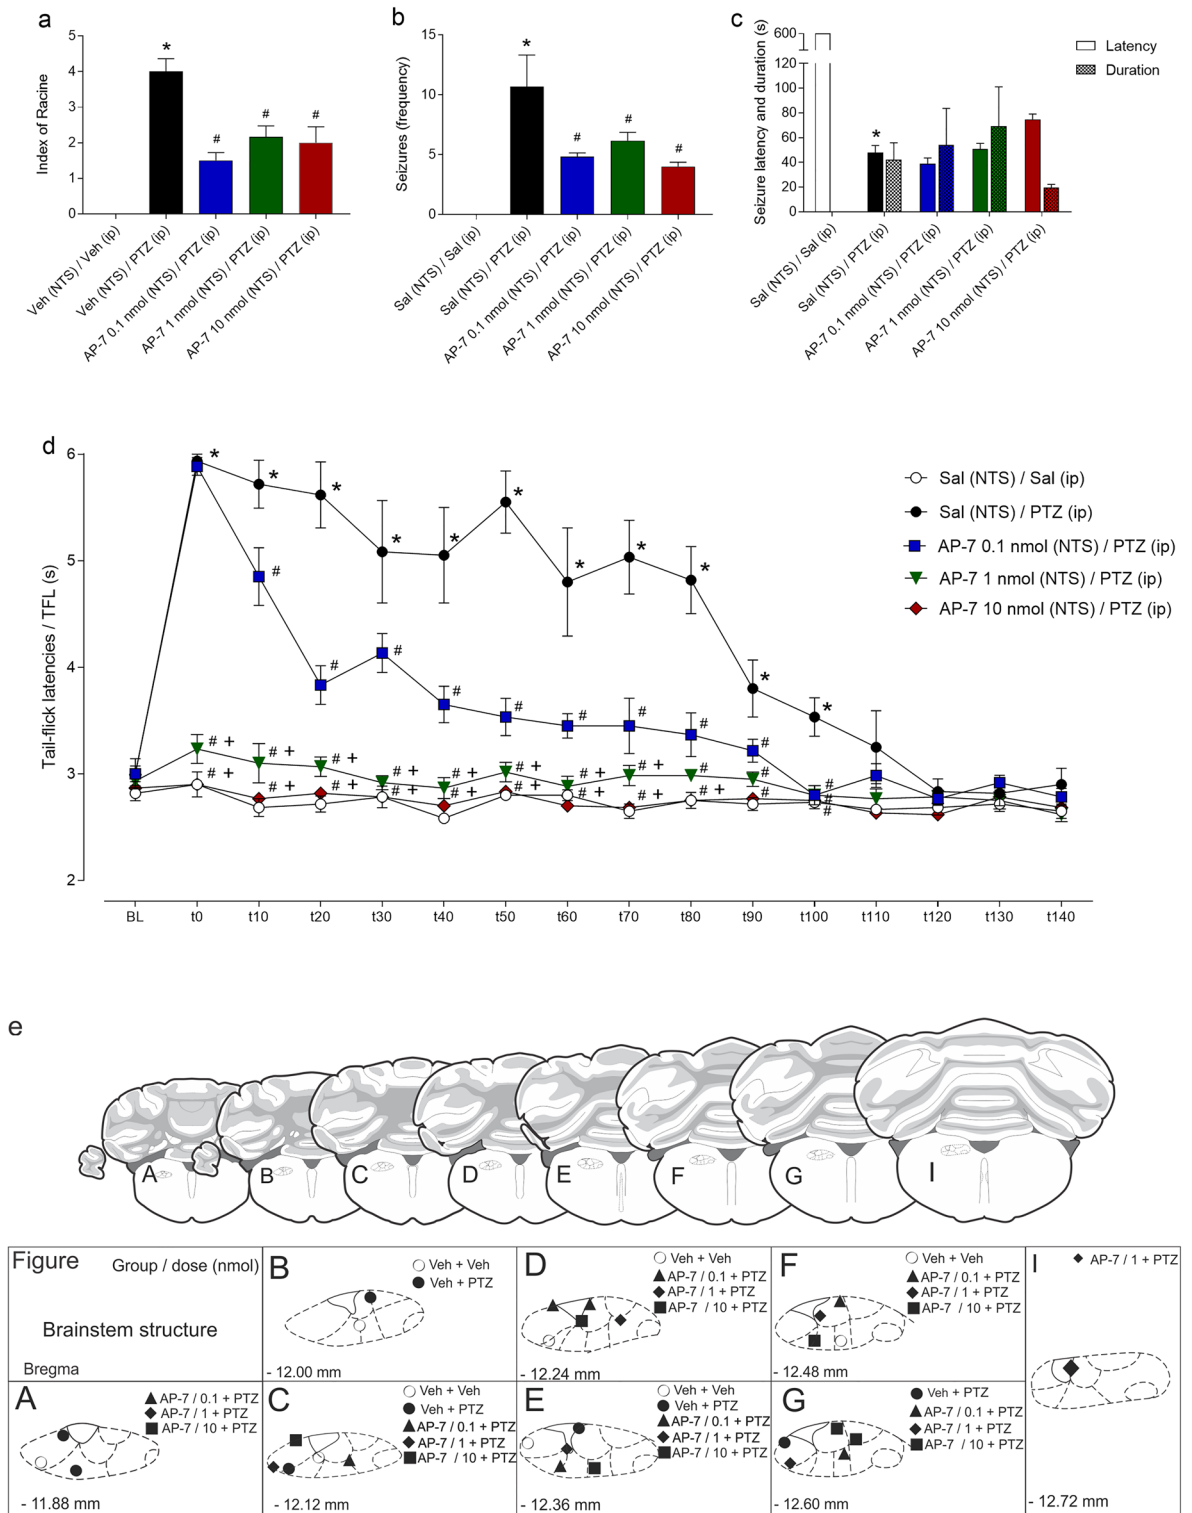 a
Index of Racine
5
4
3
2
1
0
*
#
#
#
Veh (NTS) / Veh (ip)
Veh (NTS) / PTZ (ip)
AP-7 0.1 nmol (NTS) / PTZ (ip)
AP-7 1 nmol (NTS) / PTZ (ip)
AP-7 10 nmol (NTS) / PTZ (ip)
b
Seizures (frequency)
15
10
5
0
*
#
#
#
Sal (NTS) / Sal (ip)
Sal (NTS) / PTZ (ip)
AP-7 0.1 nmol (NTS) / PTZ (ip)
AP-7 1 nmol (NTS) / PTZ (ip)
AP-7 10 nmol (NTS) / PTZ (ip)
c
Seizure latency and duration (s)
600
120
100
80
60
40
20
0
*
Latency
Duration
Sal (NTS) / Sal (ip)
Sal (NTS) / PTZ (ip)
AP-7 0.1 nmol (NTS) / PTZ (ip)
AP-7 1 nmol (NTS) / PTZ (ip)
AP-7 10 nmol (NTS) / PTZ (ip)
d
Tail-flick latencies / TFL (s)
6
5
4
3
2
* * * * * * * * * * *
# # # # # # # # # #
# + # + # + # + # + # + # + # + # # #
# + # + # + # + # + # + # + # + # + # #
Sal (NTS) / Sal (ip)
Sal (NTS) / PTZ (ip)
AP-7 0.1 nmol (NTS) / PTZ (ip)
AP-7 1 nmol (NTS) / PTZ (ip)
AP-7 10 nmol (NTS) / PTZ (ip)
BL t0 t10 t20 t30 t40 t50 t60 t70 t80 t90 t100 t110 t120 t130 t140
e
A B C D E F G I
Figure
Group / dose (nmol)
Brainstem structure
Bregma
A
AP-7 / 0.1 + PTZ
AP-7 / 1 + PTZ
AP-7 / 10 + PTZ
- 11.88 mm
B
Veh + Veh
Veh + PTZ
- 12.00 mm
C
Veh + Veh
Veh + PTZ
AP-7 / 0.1 + PTZ
AP-7 / 1 + PTZ
AP-7 / 10 + PTZ
- 12.12 mm
D
Veh + Veh
AP-7 / 0.1 + PTZ
AP-7 / 1 + PTZ
AP-7 / 10 + PTZ
- 12.24 mm
E
Veh + Veh
Veh + PTZ
AP-7 / 0.1 + PTZ
AP-7 / 1 + PTZ
AP-7 / 10 + PTZ
- 12.36 mm
F
Veh + Veh
AP-7 / 0.1 + PTZ
AP-7 / 1 + PTZ
AP-7 / 10 + PTZ
- 12.48 mm
G
Veh + PTZ
AP-7 / 0.1 + PTZ
AP-7 / 1 + PTZ
AP-7 / 10 + PTZ
- 12.60 mm
I
AP-7 / 1 + PTZ
- 12.72 mm